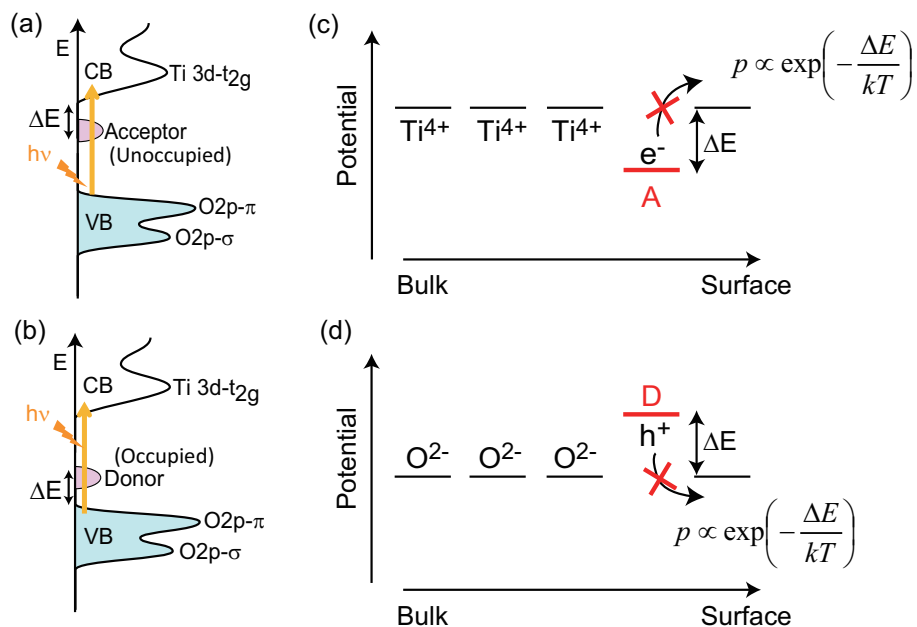 (a)
E
CB
Ti 3d-t2g
ΔE
Acceptor
(Unoccupied)
hν
VB
O2p-π
O2p-σ
(b)
E
CB
Ti 3d-t2g
hν
(Occupied)
Donor
ΔE
VB
O2p-π
O2p-σ
(c)
Potential
Ti4+ Ti4+ Ti4+
e-
A
ΔE
p ∝ exp(-ΔE/kT)
Bulk Surface
(d)
Potential
O2- O2- O2-
D
h+
ΔE
p ∝ exp(-ΔE/kT)
Bulk Surface